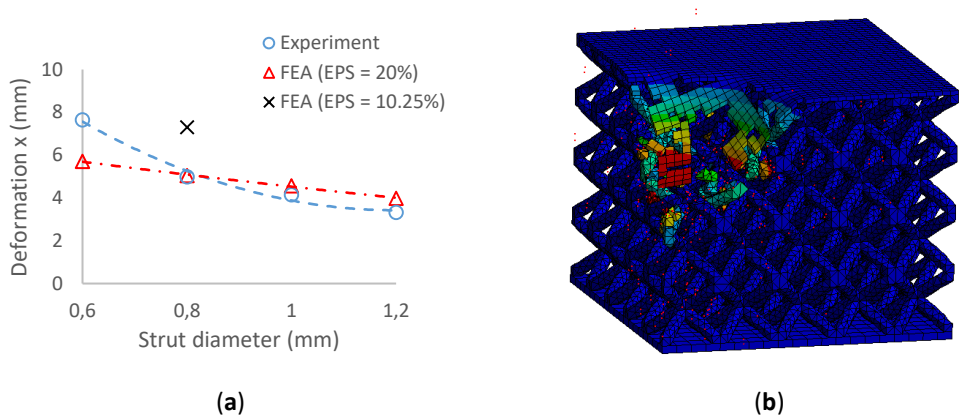 Experiment
FEA (EPS = 20%)
FEA (EPS = 10.25%)
Deformation x (mm)
10
8
6
4
2
0
0,6
0,8
1
1,2
Strut diameter (mm)
(a)
(b)